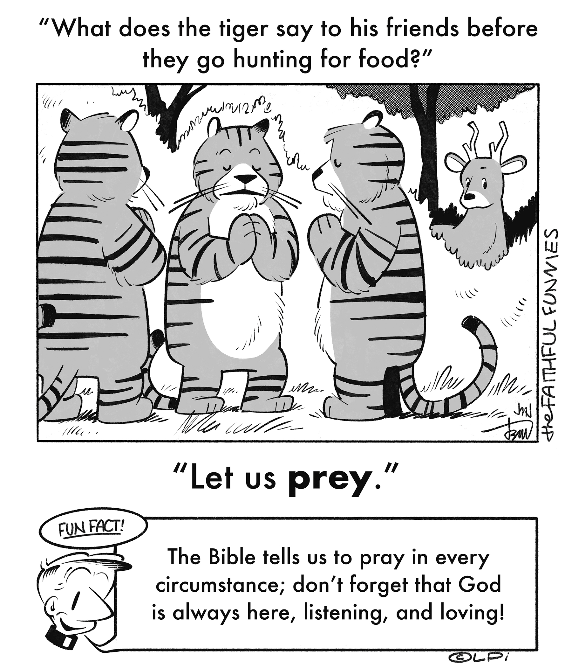 “What does the tiger say to his friends before
they go hunting for food?”
the FAITHFUL FUNNIES
“Let us prey.”
FUN FACT!
The Bible tells us to pray in every
circumstance; don’t forget that God
is always here, listening, and loving!
©LPi